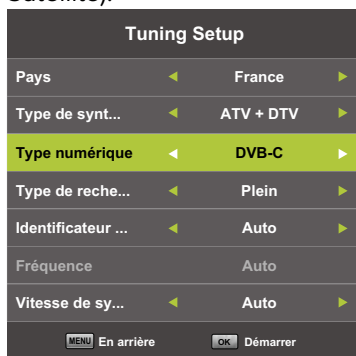 Tuning Setup
Pays France
Type de synt... ATV + DTV
Type numérique DVB-C
Type de reche... Plein
Identificateur ... Auto
Fréquence Auto
Vitesse de sy... Auto
MENU En arrière OK Démarrer